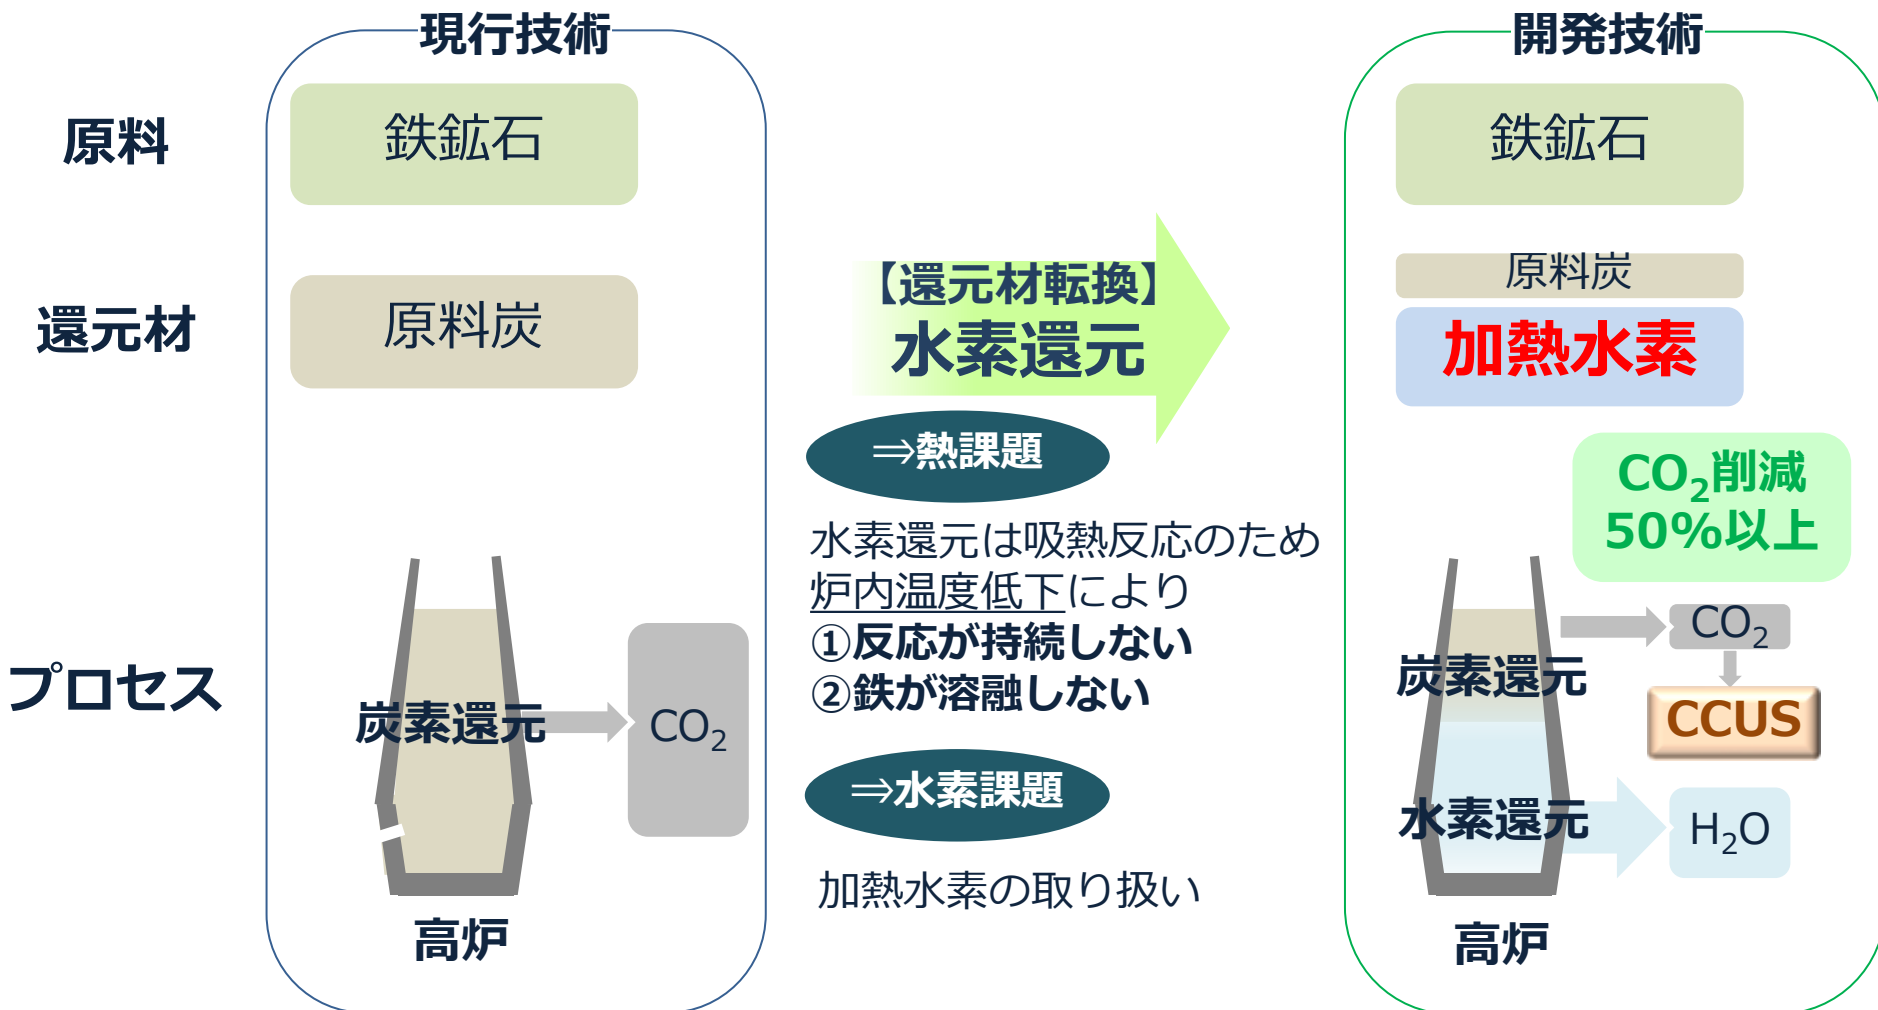 現行技術
開発技術
原料
鉄鉱石
鉄鉱石
還元材
原料炭
【還元材転換】
水素還元
原料炭
加熱水素
⇒熱課題
水素還元は吸熱反応のため
炉内温度低下により
①反応が持続しない
②鉄が溶融しない
⇒水素課題
加熱水素の取り扱い
プロセス
炭素還元
CO₂
高炉
CO₂削減
50%以上
炭素還元
CO₂
CCUS
水素還元
H₂O
高炉